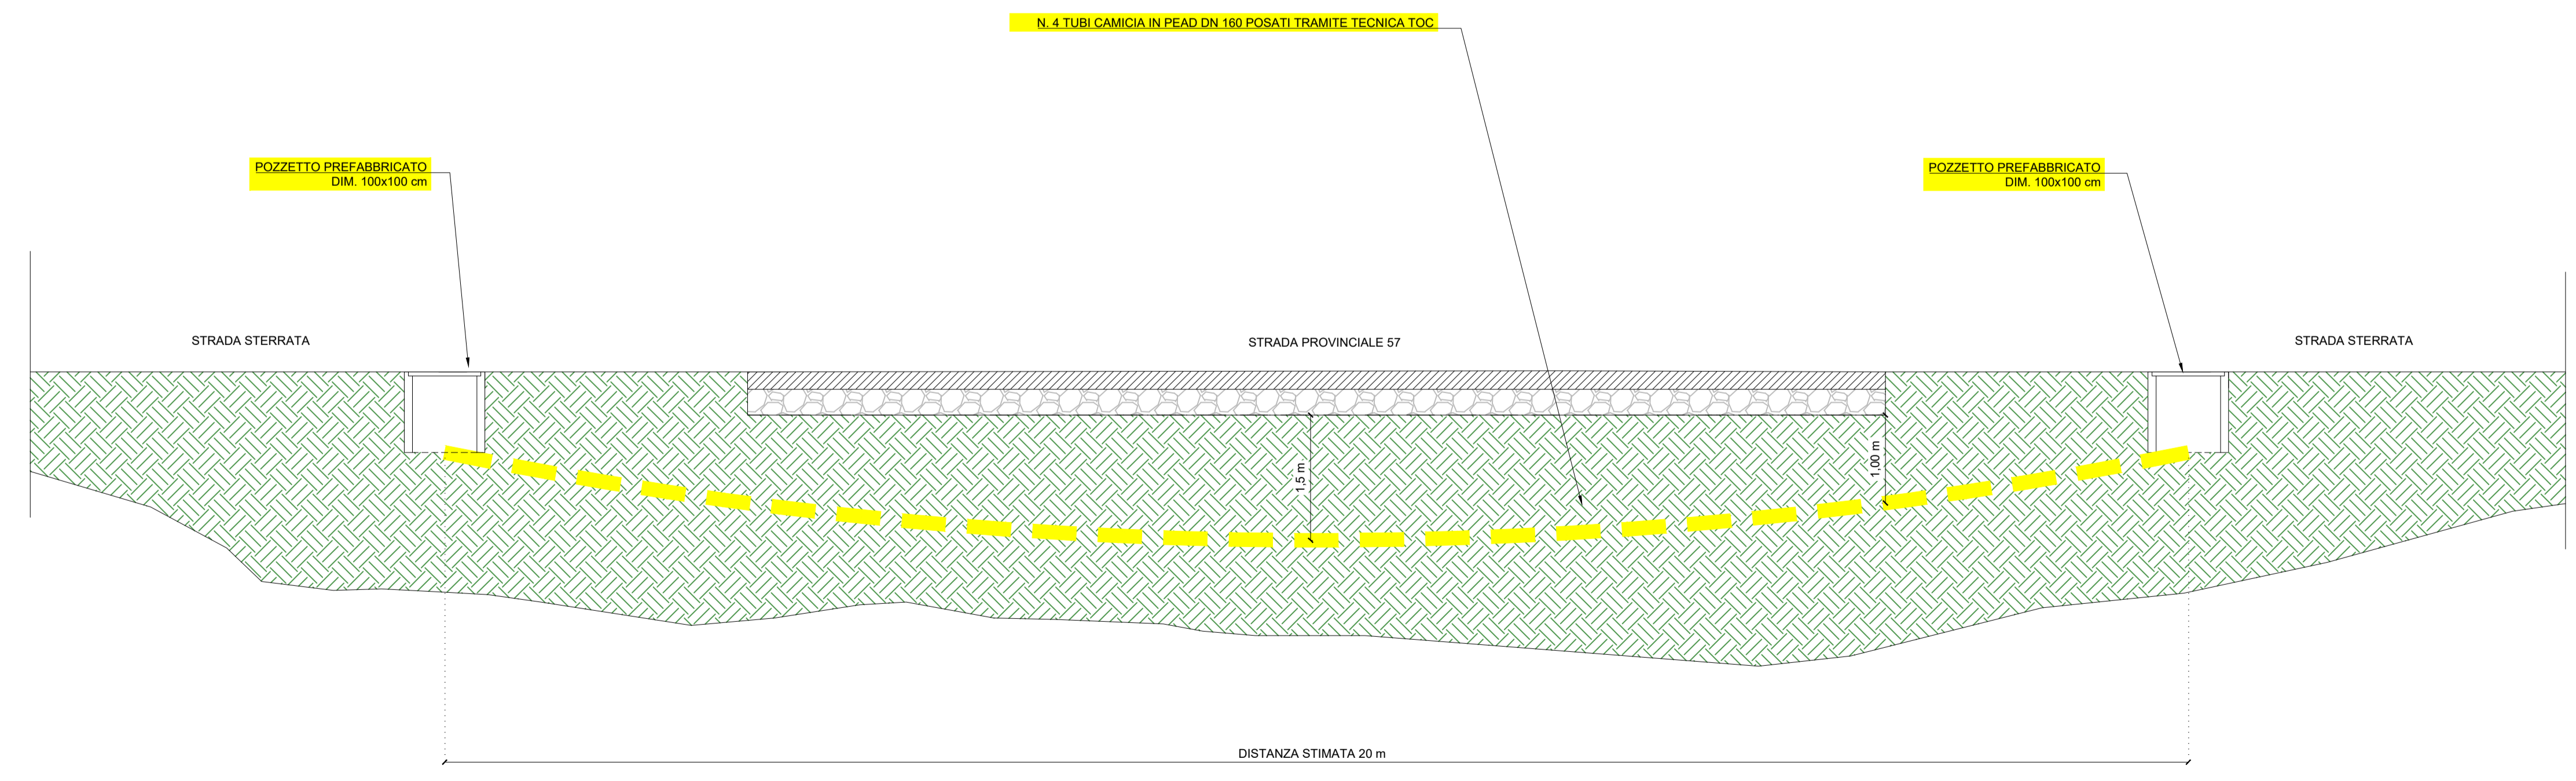 N. 4 TUBI CAMICIA IN PEAD DN 160 POSATI TRAMITE TECNICA TOC
POZZETTO PREFABBRICATO
DIM. 100x100 cm
POZZETTO PREFABBRICATO
DIM. 100x100 cm
STRADA STERRATA
STRADA PROVINCIALE 57
STRADA STERRATA
1,5 m
1,00 m
DISTANZA STIMATA 20 m